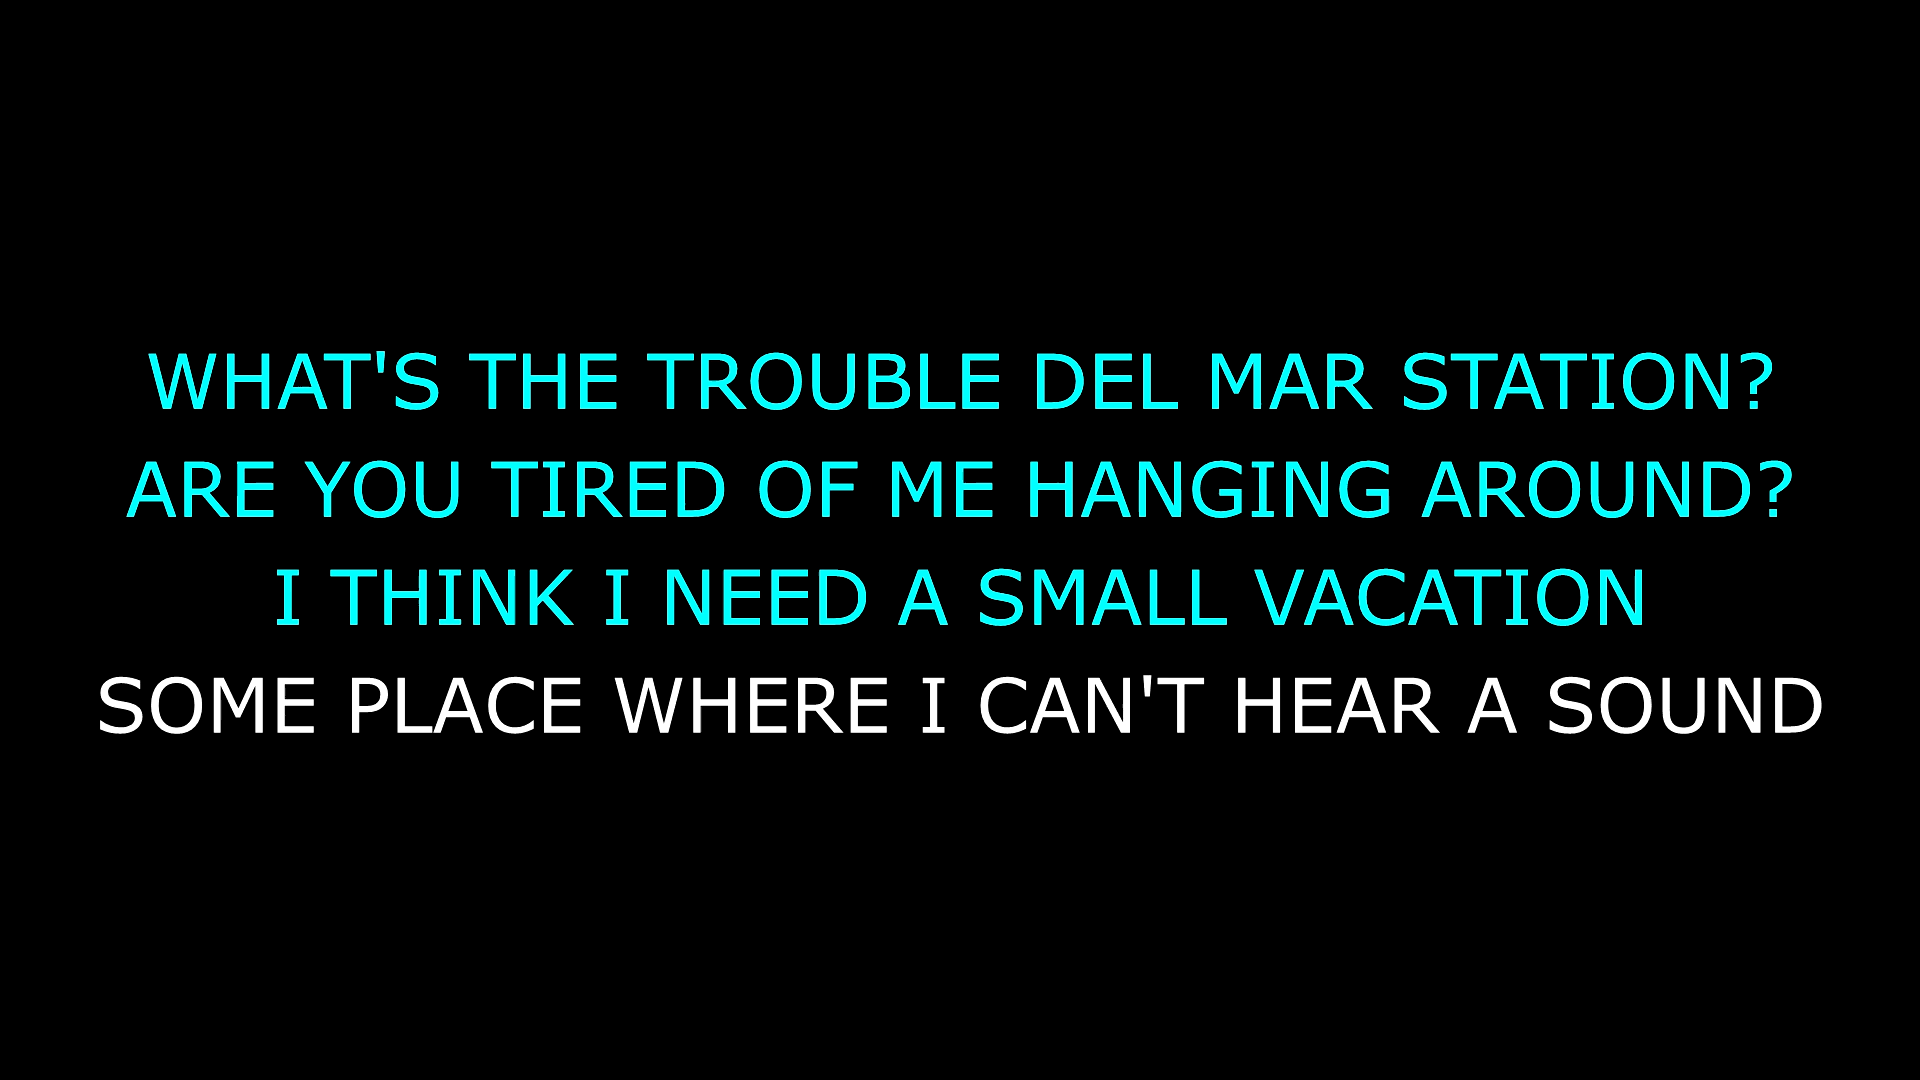 WHAT'S THE TROUBLE DEL MAR STATION?
ARE YOU TIRED OF ME HANGING AROUND?
I THINK I NEED A SMALL VACATION
SOME PLACE WHERE I CAN'T HEAR A SOUND